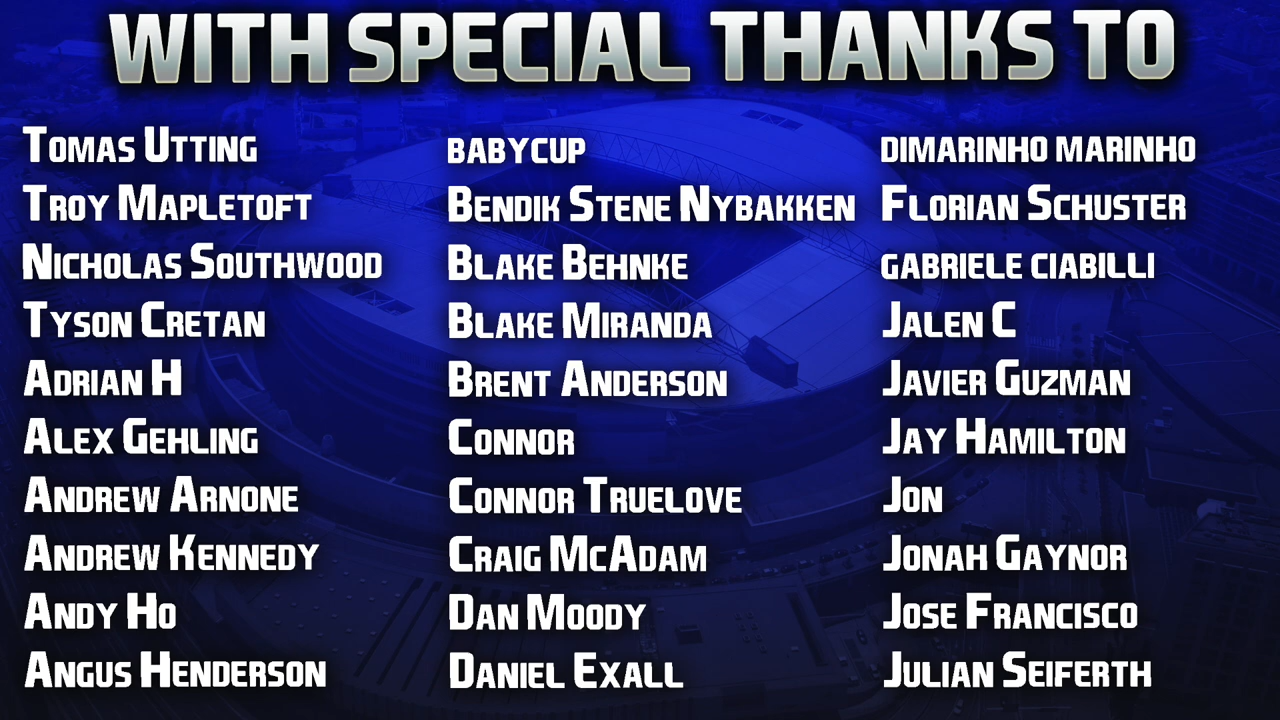 WITH SPECIAL THANKS TO
Tomas Utting
Troy Mapletoft
Nicholas Southwood
Tyson Cretan
Adrian H
Alex Gehling
Andrew Arnone
Andrew Kennedy
Andy Ho
Angus Henderson
babycup
Bendik Stene Nybakken
Blake Behnke
Blake Miranda
Brent Anderson
Connor
Connor Truelove
Craig McAdam
Dan Moody
Daniel Exall
dimarinho marinho
Florian Schuster
gabriele ciabilli
Jalen C
Javier Guzman
Jay Hamilton
Jon
Jonah Gaynor
Jose Francisco
Julian Seiferth